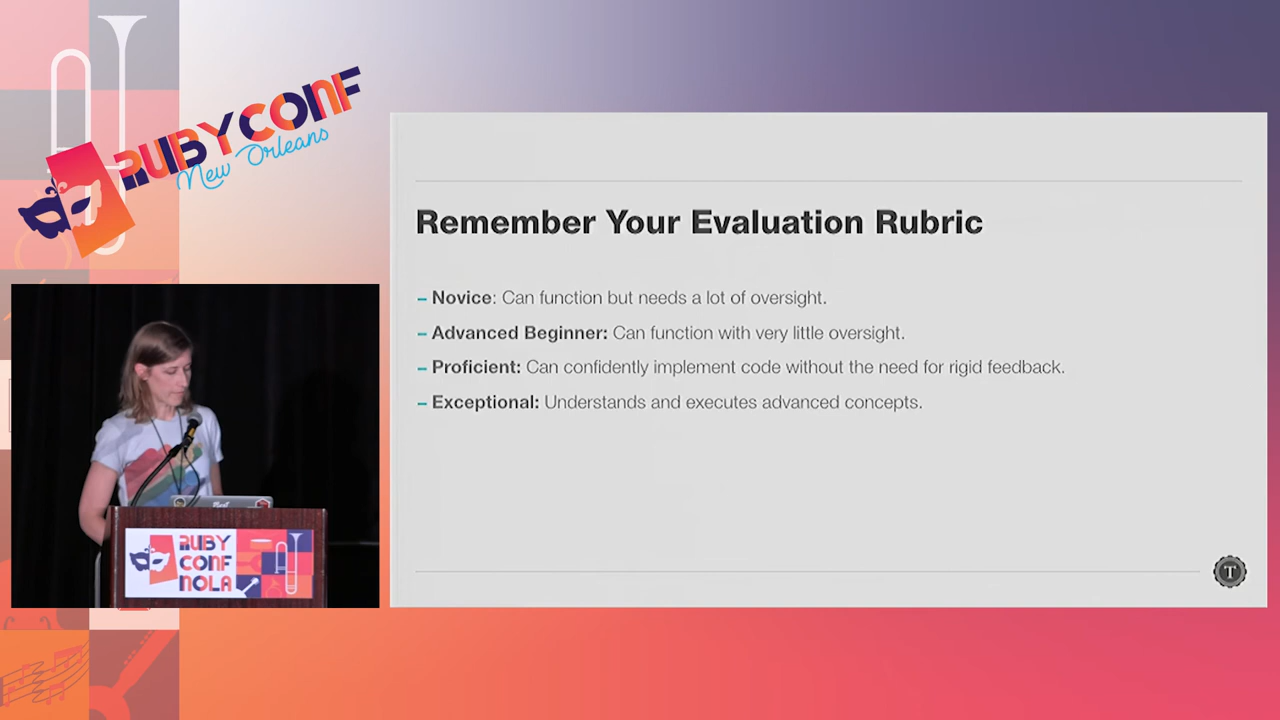 RUBYCONF
New Orleans
Remember Your Evaluation Rubric
– Novice: Can function but needs a lot of oversight.
– Advanced Beginner: Can function with very little oversight.
– Proficient: Can confidently implement code without the need for rigid feedback.
– Exceptional: Understands and executes advanced concepts.
T
RUBY
CONF
NOLA